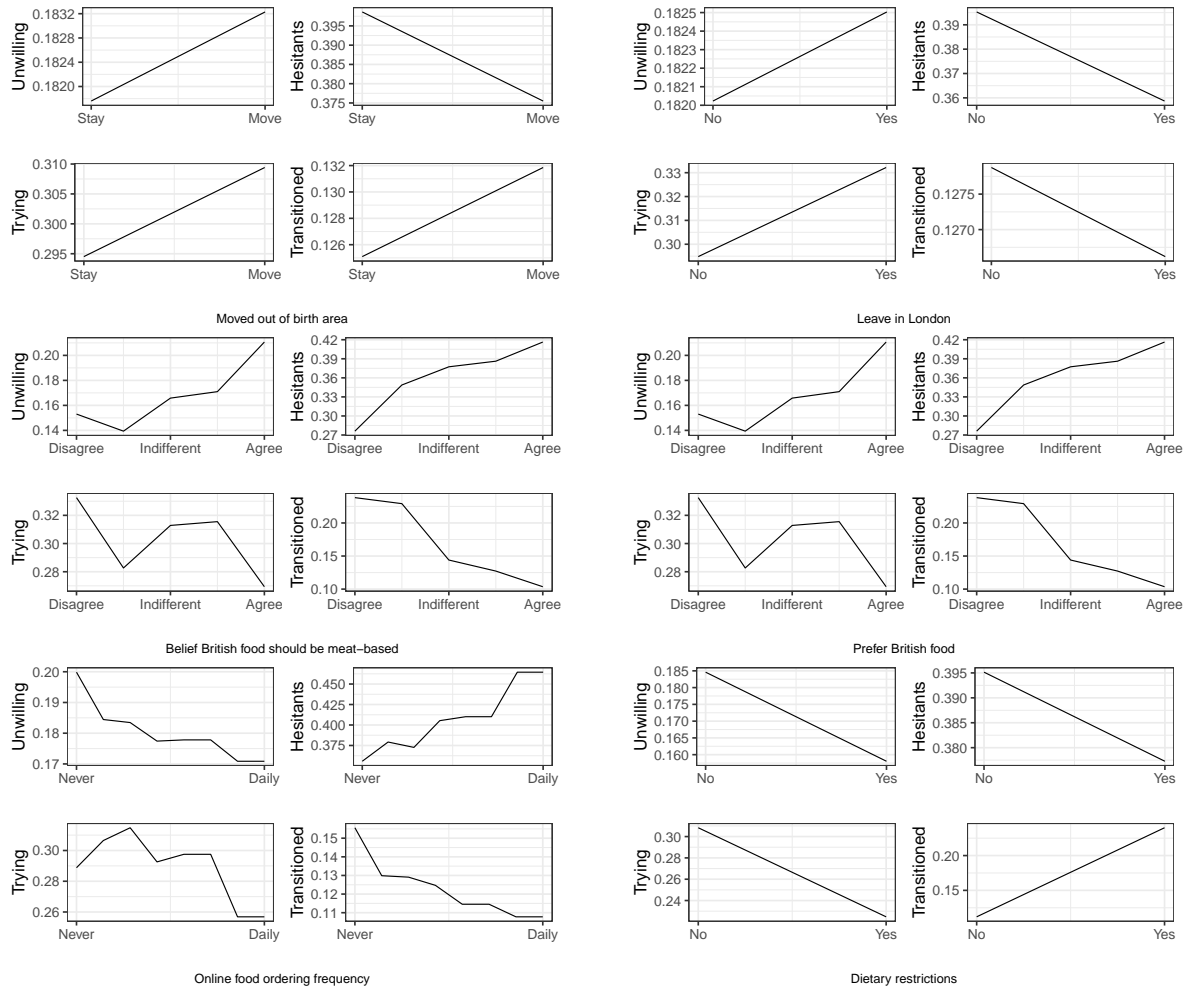 Unwilling
0.1832
0.1828
0.1824
0.1820
Stay Move
Hesitants
0.395
0.390
0.385
0.380
0.375
Stay Move
Trying
0.310
0.305
0.300
0.295
Stay Move
Transitioned
0.132
0.130
0.128
0.126
Stay Move
Moved out of birth area
Unwilling
0.1825
0.1824
0.1823
0.1822
0.1821
0.1820
No Yes
Hesitants
0.39
0.38
0.37
0.36
No Yes
Trying
0.33
0.32
0.31
0.30
No Yes
Transitioned
0.1275
0.1270
No Yes
Leave in London
Unwilling
0.20
0.18
0.16
0.14
Disagree Indifferent Agree
Hesitants
0.42
0.39
0.36
0.33
0.30
0.27
Disagree Indifferent Agree
Trying
0.32
0.30
0.28
Disagree Indifferent Agree
Transitioned
0.20
0.15
0.10
Disagree Indifferent Agree
Belief British food should be meat−based
Unwilling
0.20
0.18
0.16
0.14
Disagree Indifferent Agree
Hesitants
0.42
0.39
0.36
0.33
0.30
0.27
Disagree Indifferent Agree
Trying
0.32
0.30
0.28
Disagree Indifferent Agree
Transitioned
0.20
0.15
0.10
Disagree Indifferent Agree
Prefer British food
Unwilling
0.20
0.19
0.18
0.17
Never Daily
Hesitants
0.450
0.425
0.400
0.375
Never Daily
Trying
0.30
0.28
0.26
Never Daily
Transitioned
0.15
0.14
0.13
0.12
0.11
Never Daily
Online food ordering frequency
Unwilling
0.185
0.180
0.175
0.170
0.165
0.160
No Yes
Hesitants
0.395
0.390
0.385
0.380
No Yes
Trying
0.30
0.28
0.26
0.24
No Yes
Transitioned
0.20
0.15
No Yes
Dietary restrictions